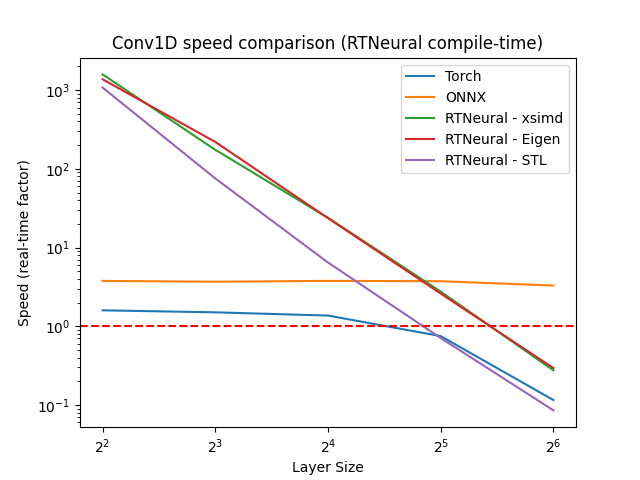 Conv1D speed comparison (RTNeural compile-time)
Speed (real-time factor)
10³
10²
10¹
10⁰
10⁻¹
Torch
ONNX
RTNeural - xsimd
RTNeural - Eigen
RTNeural - STL
2² 2³ 2⁴ 2⁵ 2⁶
Layer Size